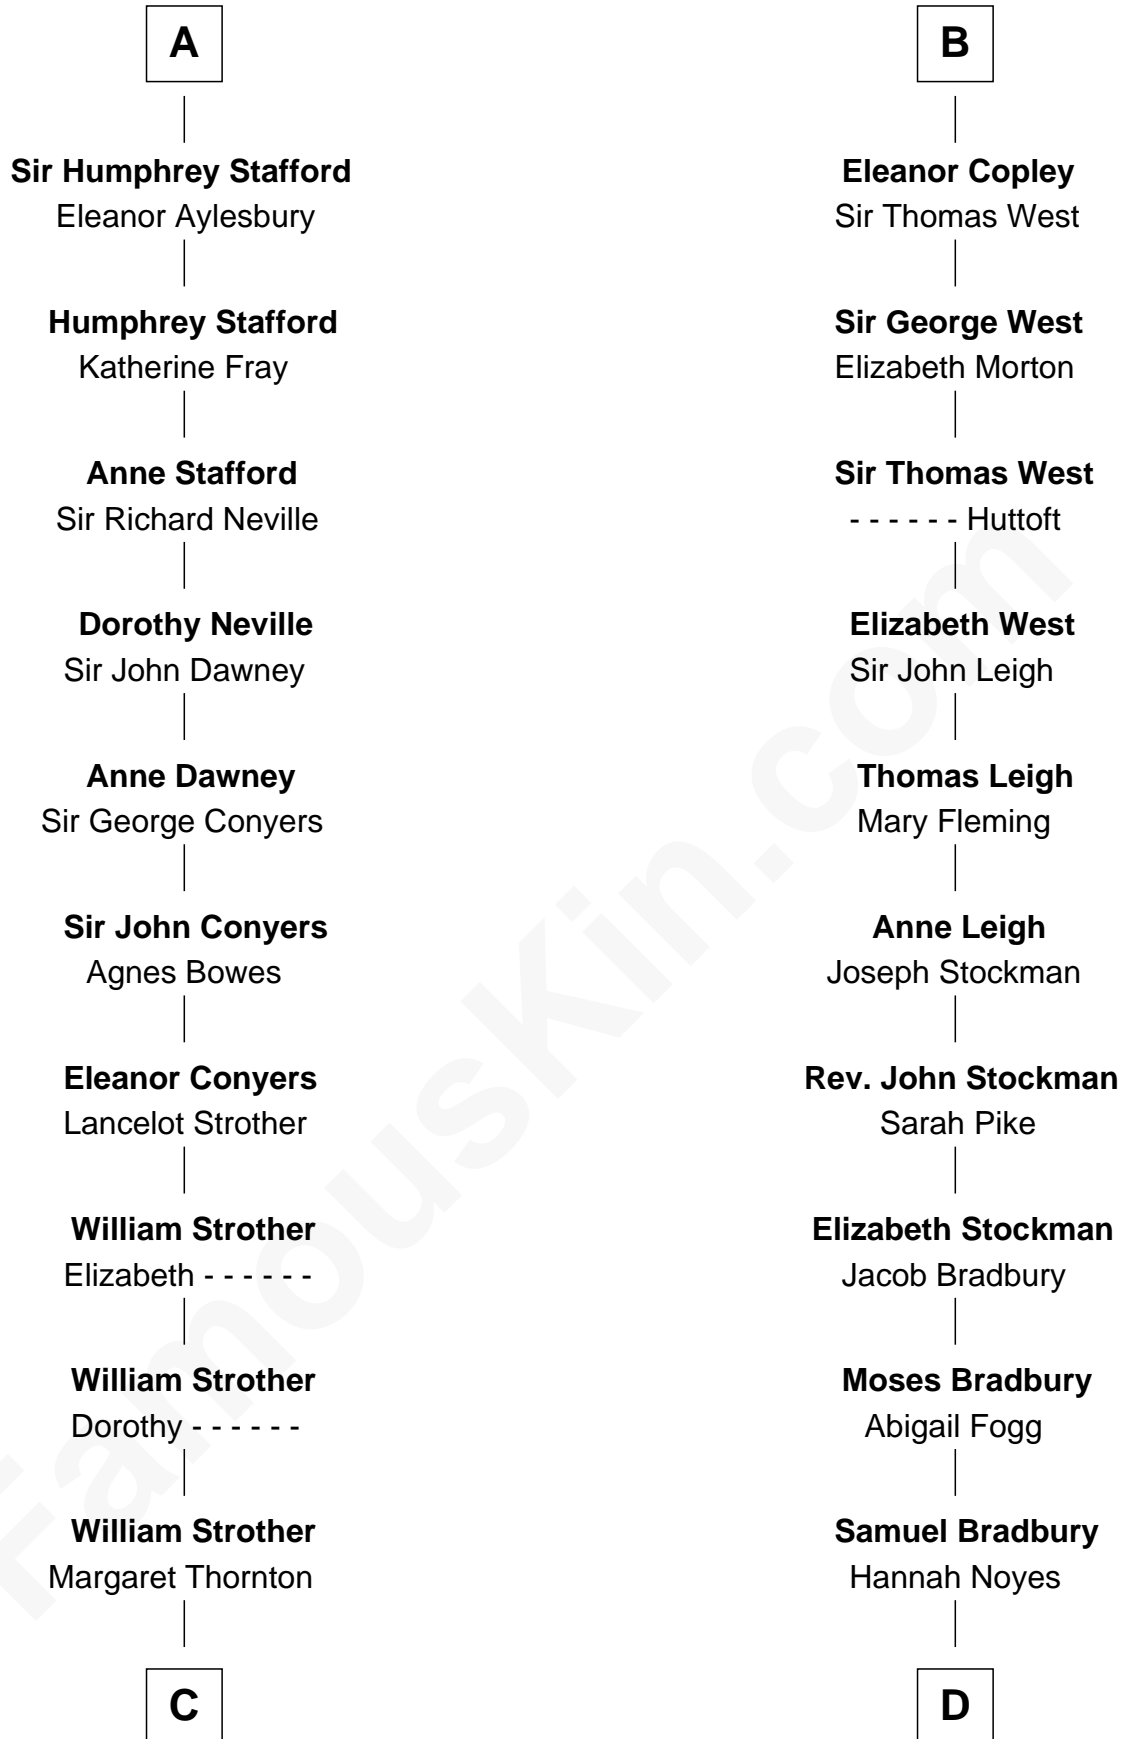 A
Sir Humphrey Stafford
Eleanor Aylesbury
Humphrey Stafford
Katherine Fray
Anne Stafford
Sir Richard Neville
Dorothy Neville
Sir John Dawney
Anne Dawney
Sir George Conyers
Sir John Conyers
Agnes Bowes
Eleanor Conyers
Lancelot Strother
William Strother
Elizabeth - - - - - -
William Strother
Dorothy - - - - - -
William Strother
Margaret Thornton
C
B
Eleanor Copley
Sir Thomas West
Sir George West
Elizabeth Morton
Sir Thomas West
- - - - - - Huttoft
Elizabeth West
Sir John Leigh
Thomas Leigh
Mary Fleming
Anne Leigh
Joseph Stockman
Rev. John Stockman
Sarah Pike
Elizabeth Stockman
Jacob Bradbury
Moses Bradbury
Abigail Fogg
Samuel Bradbury
Hannah Noyes
D
FamousKin.com